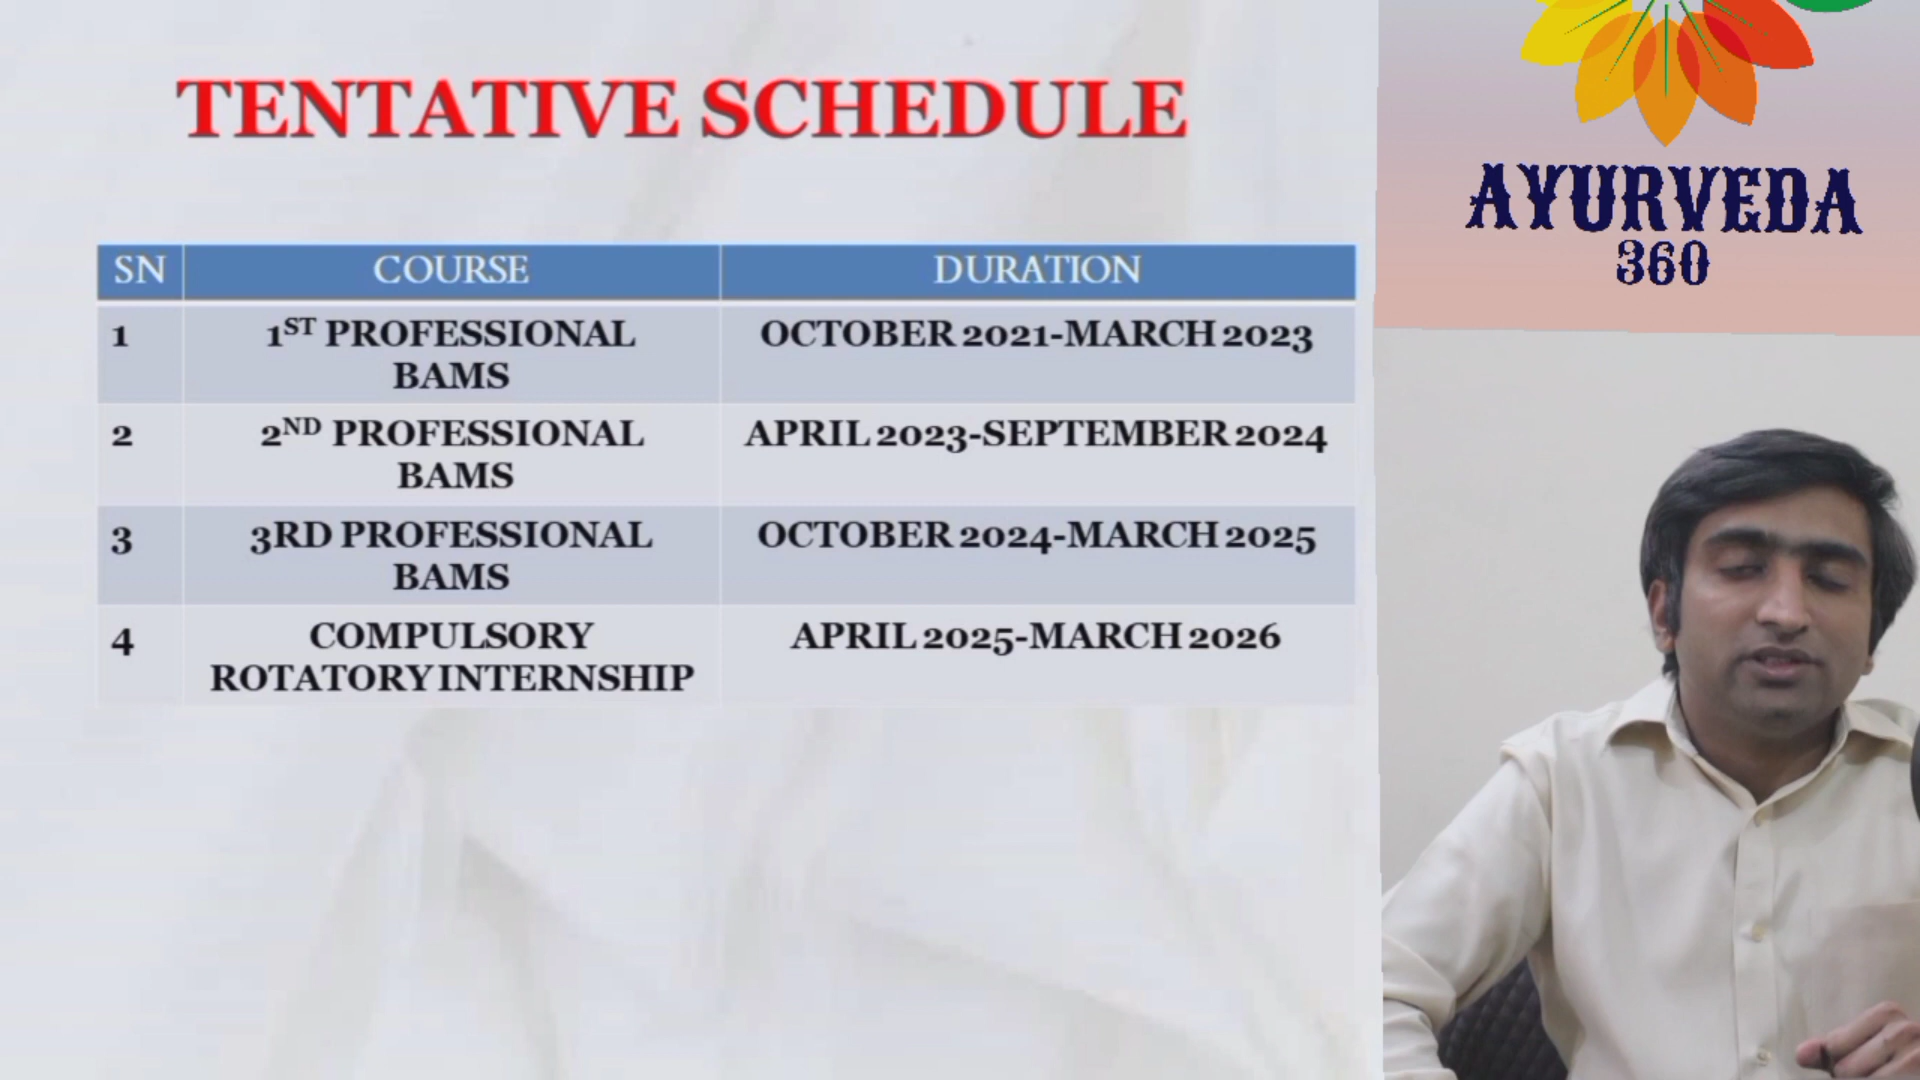 TENTATIVE SCHEDULE
SN COURSE DURATION
1 1ST PROFESSIONAL OCTOBER 2021-MARCH 2023
BAMS
2 2ND PROFESSIONAL APRIL 2023-SEPTEMBER 2024
BAMS
3 3RD PROFESSIONAL OCTOBER 2024-MARCH 2025
BAMS
4 COMPULSORY APRIL 2025-MARCH 2026
ROTATORY INTERNSHIP
AYURVEDA
360